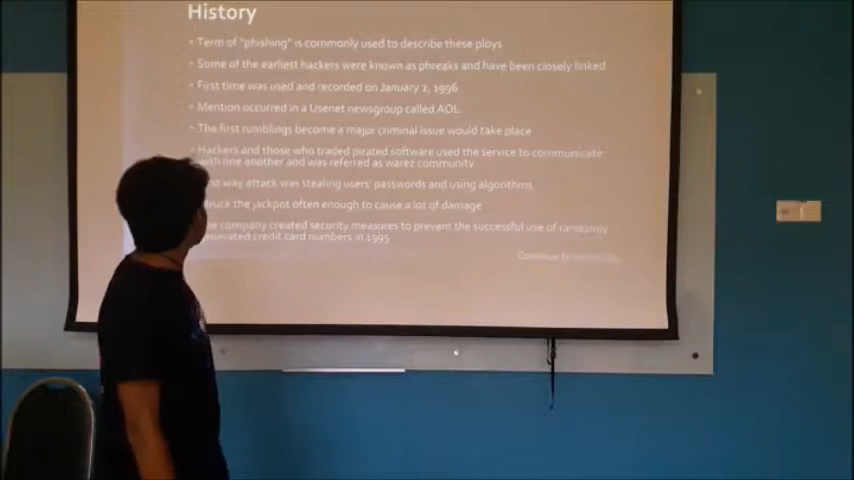 History
Term of "phishing" is commonly used to describe these ploys
Some of the earliest hackers were known as phreaks and have been closely linked
First time was used and recorded on January 2, 1996
Mention occurred in a Usenet newsgroup called AOL
The first rumblings become a major criminal issue would take place
Hackers and those who traded pirated software used the service to communicate
with one another and was referred as warez community
way attack was stealing users' passwords and using algorithms
the jackpot often enough to cause a lot of damage
company created security measures to prevent the successful use of randomly
credit card numbers in 1995
Continue to